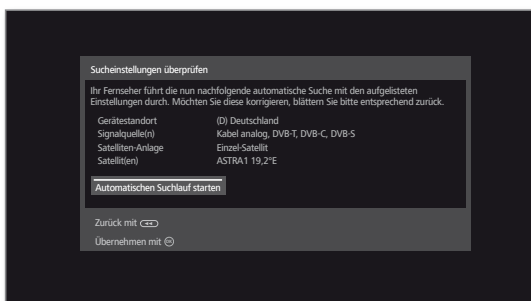 Sucheinstellungen überprüfen
Ihr Fernseher führt die nun nachfolgende automatische Suche mit den aufgelisteten
Einstellungen durch. Möchten Sie diese korrigieren, blättern Sie bitte entsprechend zurück.
Gerätestandort (D) Deutschland
Signalquelle(n) Kabel analog, DVB-T, DVB-C, DVB-S
Satelliten-Anlage Einzel-Satellit
Satellit(en) ASTRA1 19,2°E
Automatischen Suchlauf starten
Zurück mit ◄◄
Übernehmen mit OK